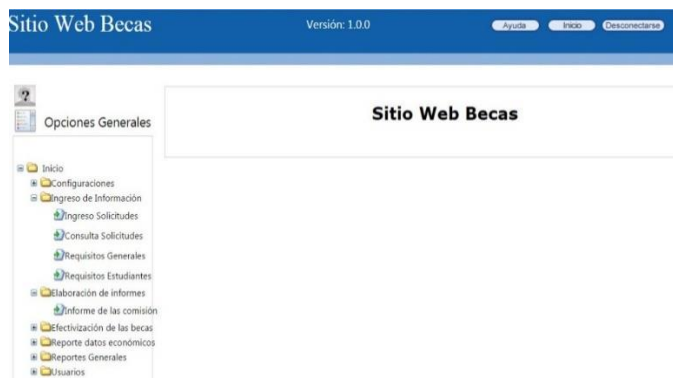 Sitio Web Becas
Versión: 1.0.0
Ayuda
Inicio
Desconectarse
Opciones Generales
Sitio Web Becas
Inicio
Configuraciones
Ingreso de Información
Ingreso Solicitudes
Consulta Solicitudes
Requisitos Generales
Requisitos Estudiantes
Elaboración de informes
Informe de las comisión
Efectivización de las becas
Reporte datos económicos
Reportes Generales
Usuarios